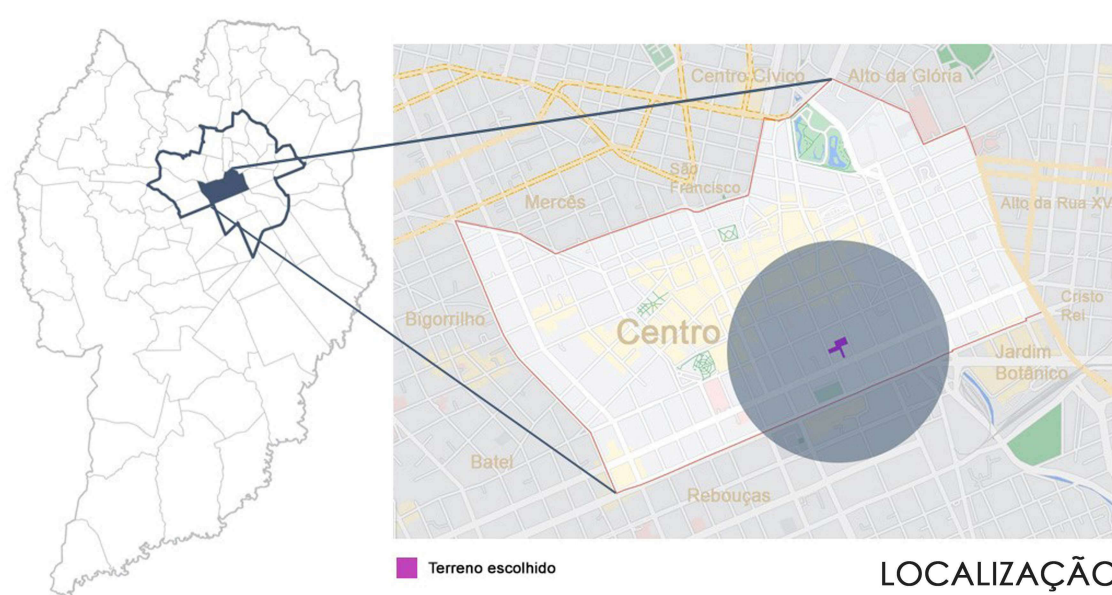 Centro Cívico
Alto da Glória
São
Francisco
Mercês
Alto da Rua XV
Bigorrilho
Centro
Cristo
Rei
Jardim
Botânico
Batel
Rebouças
Terreno escolhido
LOCALIZAÇÃO